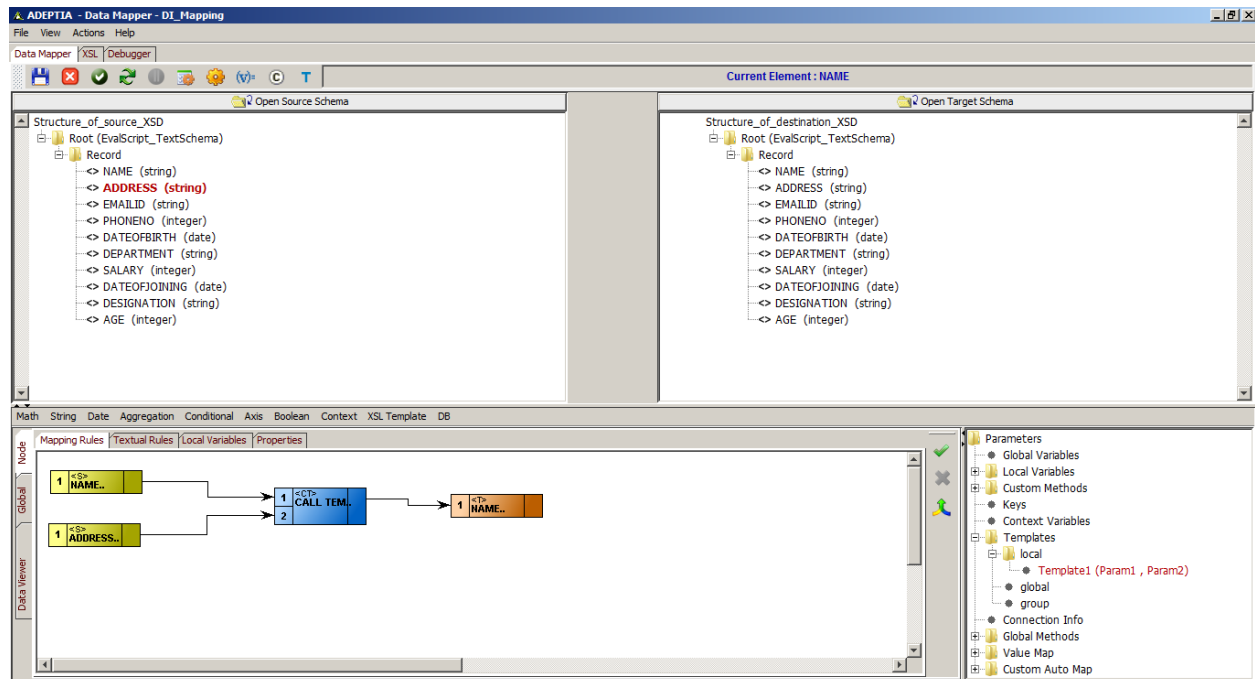 ADEPTIA - Data Mapper - DI_Mapping
File View Actions Help
Data Mapper XSL Debugger
(v)= C T Current Element : NAME
Open Source Schema
Structure_of_source_XSD
Root (EvalScript_TextSchema)
Record
<> NAME (string)
<> ADDRESS (string)
<> EMAILID (string)
<> PHONENO (integer)
<> DATEOFBIRTH (date)
<> DEPARTMENT (string)
<> SALARY (integer)
<> DATEOFJOINING (date)
<> DESIGNATION (string)
<> AGE (integer)
Open Target Schema
Structure_of_destination_XSD
Root (EvalScript_TextSchema)
Record
<> NAME (string)
<> ADDRESS (string)
<> EMAILID (string)
<> PHONENO (integer)
<> DATEOFBIRTH (date)
<> DEPARTMENT (string)
<> SALARY (integer)
<> DATEOFJOINING (date)
<> DESIGNATION (string)
<> AGE (integer)
Math String Date Aggregation Conditional Axis Boolean Context XSL Template DB
Node
Global
Data Viewer
Mapping Rules Textual Rules Local Variables Properties
1 <S>
NAME..
1 <S>
ADDRESS..
1 <CT>
CALL TEM..
2
1 <T>
NAME..
Parameters
Global Variables
Local Variables
Custom Methods
Keys
Context Variables
Templates
local
Template1 (Param1 , Param2)
global
group
Connection Info
Global Methods
Value Map
Custom Auto Map